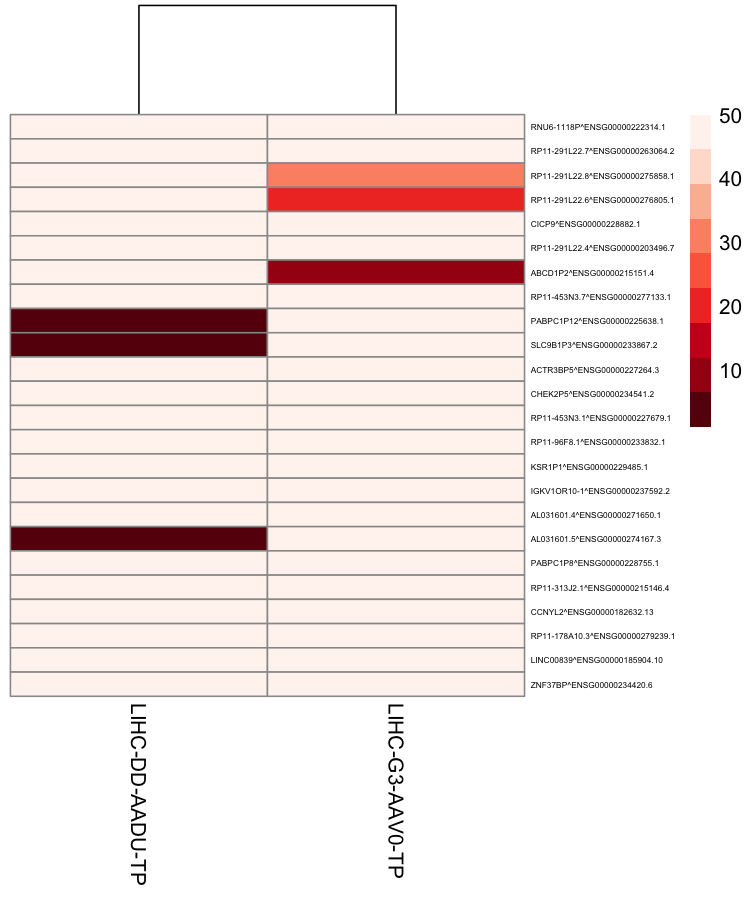 RNU6-1118P^ENSG00000222314.1
RP11-291L22.7^ENSG00000263064.2
RP11-291L22.8^ENSG00000275858.1
RP11-291L22.6^ENSG00000276805.1
CICP9^ENSG00000228882.1
RP11-291L22.4^ENSG00000203496.7
ABCD1P2^ENSG00000215151.4
RP11-453N3.7^ENSG00000277133.1
PABPC1P12^ENSG00000225638.1
SLC9B1P3^ENSG00000233867.2
ACTR3BP5^ENSG00000227264.3
CHEK2P5^ENSG00000234541.2
RP11-453N3.1^ENSG00000227679.1
RP11-96F8.1^ENSG00000233832.1
KSR1P1^ENSG00000229485.1
IGKV1OR10-1^ENSG00000237592.2
AL031601.4^ENSG00000271650.1
AL031601.5^ENSG00000274167.3
PABPC1P8^ENSG00000228755.1
RP11-313J2.1^ENSG00000215146.4
CCNYL2^ENSG00000182632.13
RP11-178A10.3^ENSG00000279239.1
LINC00839^ENSG00000185904.10
ZNF37BP^ENSG00000234420.6
50
40
30
20
10
LIHC-DD-AADU-TP
LIHC-G3-AAV0-TP